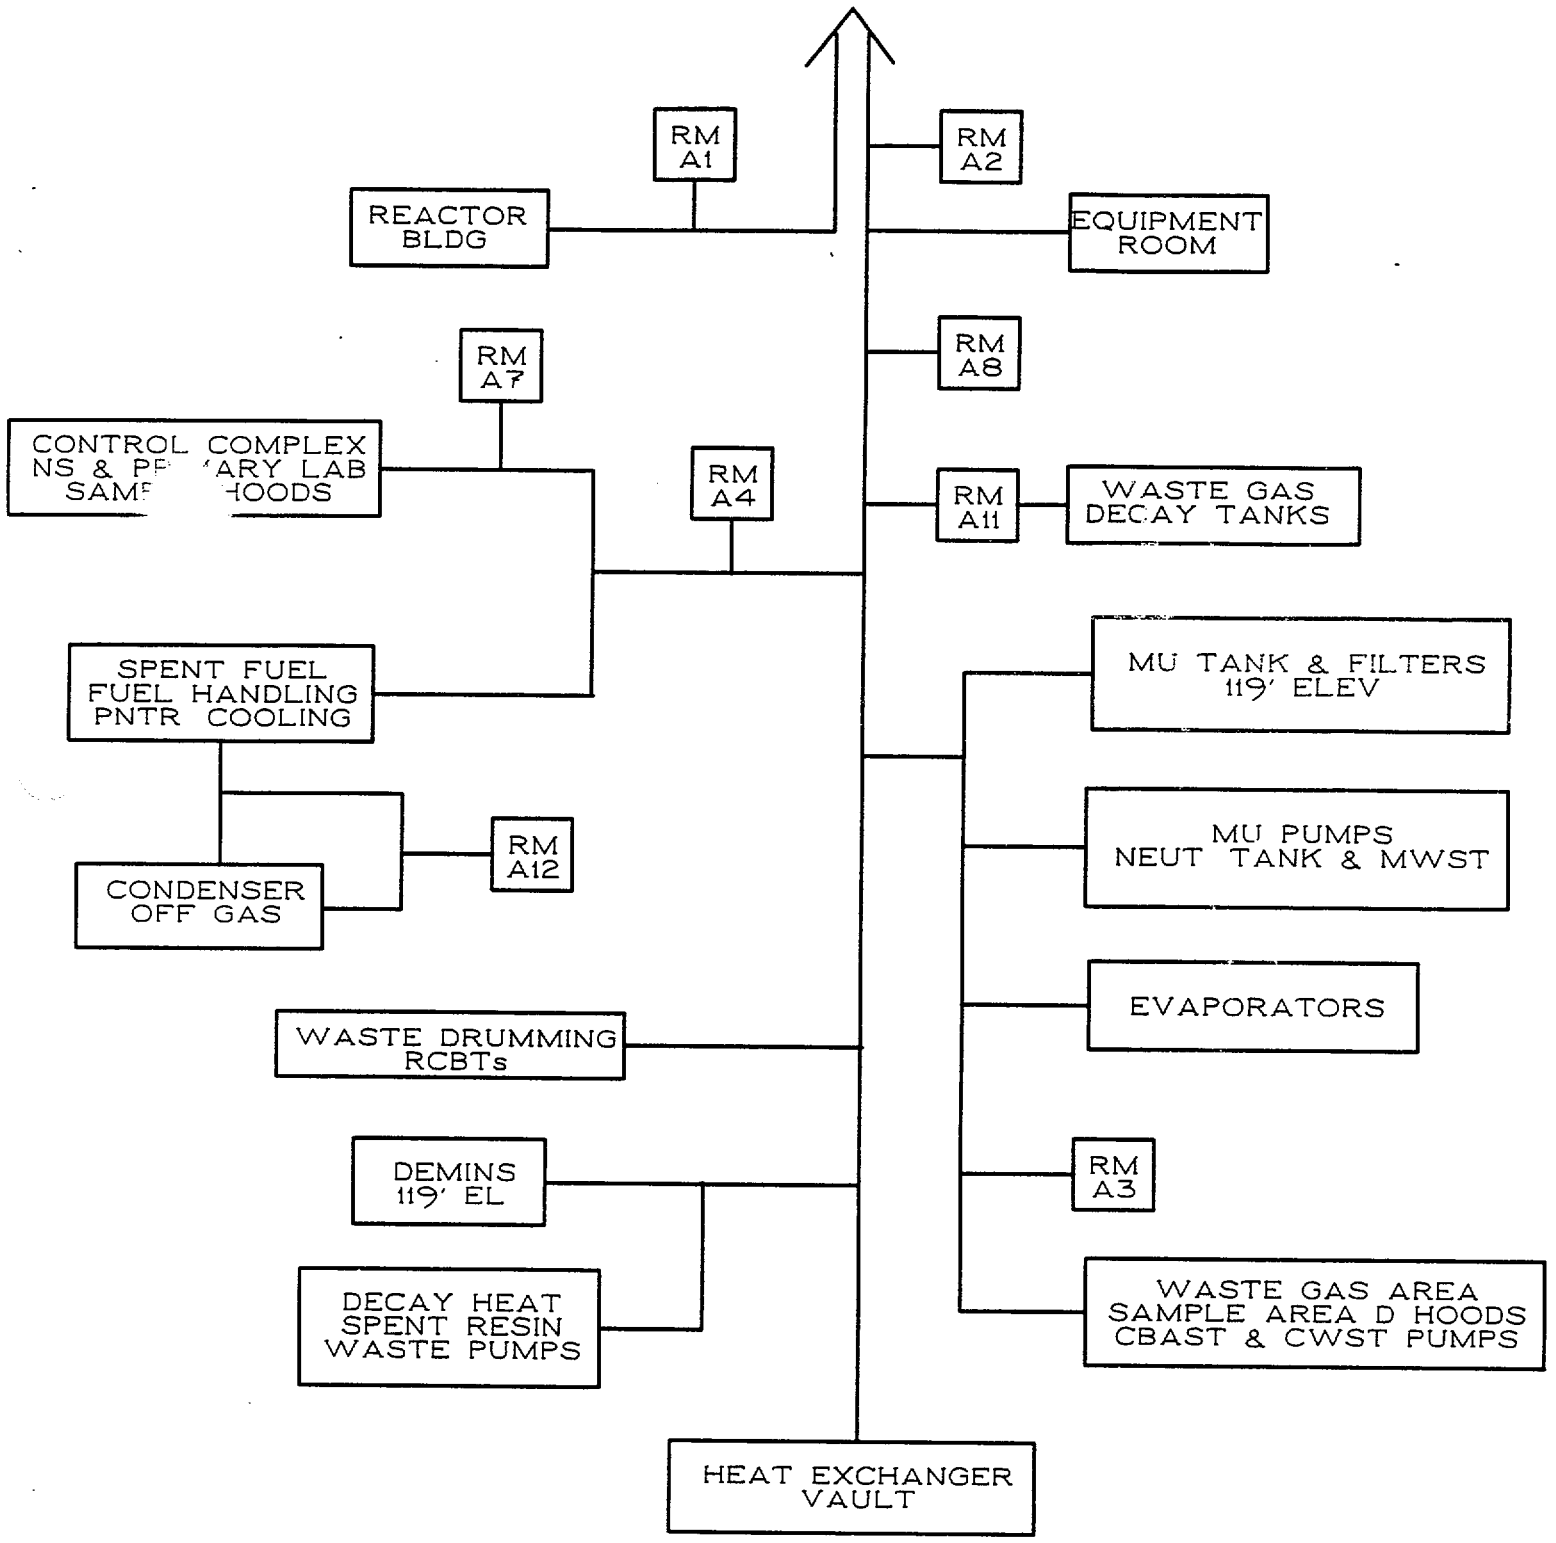 RM
A1
RM
A2
REACTOR
BLDG
EQUIPMENT
ROOM
RM
A7
RM
A8
CONTROL COMPLEX
NS & LAB
HOODS
RM
A4
RM
A11
WASTE GAS
DECAY TANKS
SPENT FUEL
FUEL HANDLING
PNTR COOLING
MU TANK & FILTERS
119' ELEV
RM
A12
MU PUMPS
NEUT TANK & MWST
CONDENSER
OFF GAS
EVAPORATORS
WASTE DRUMMING
RCBTs
DEMINS
119' EL
RM
A3
DECAY HEAT
SPENT RESIN
WASTE PUMPS
WASTE GAS AREA
SAMPLE AREA D HOODS
CBAST & CWST PUMPS
HEAT EXCHANGER
VAULT